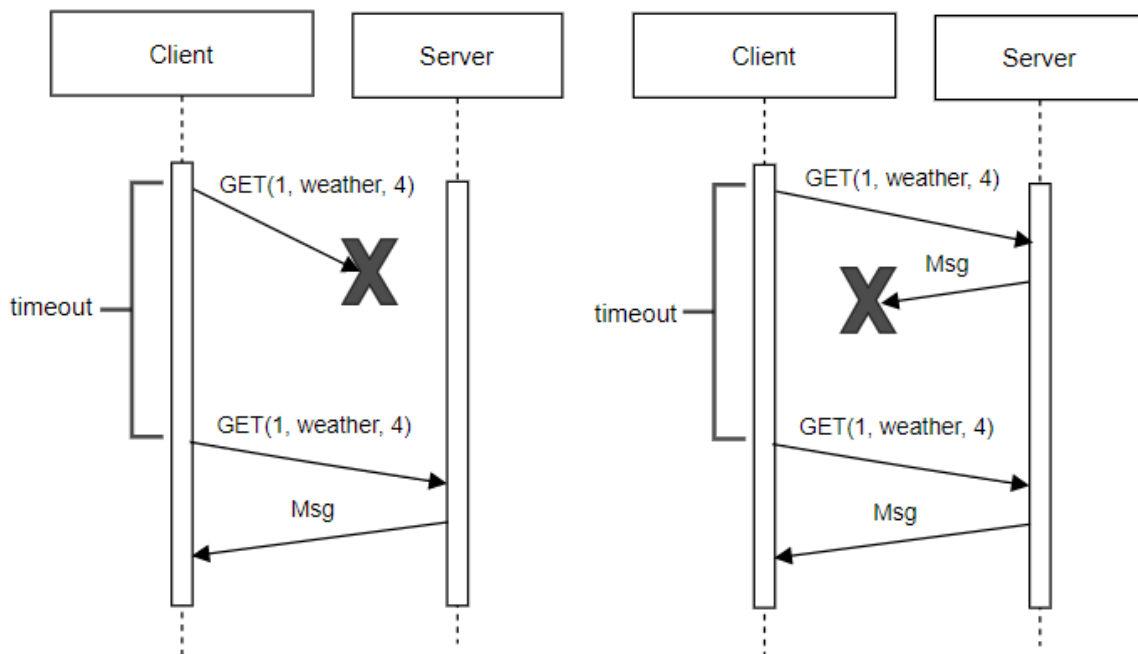 Client
Server
GET(1, weather, 4)
timeout
GET(1, weather, 4)
Msg
Client
Server
GET(1, weather, 4)
Msg
timeout
GET(1, weather, 4)
Msg